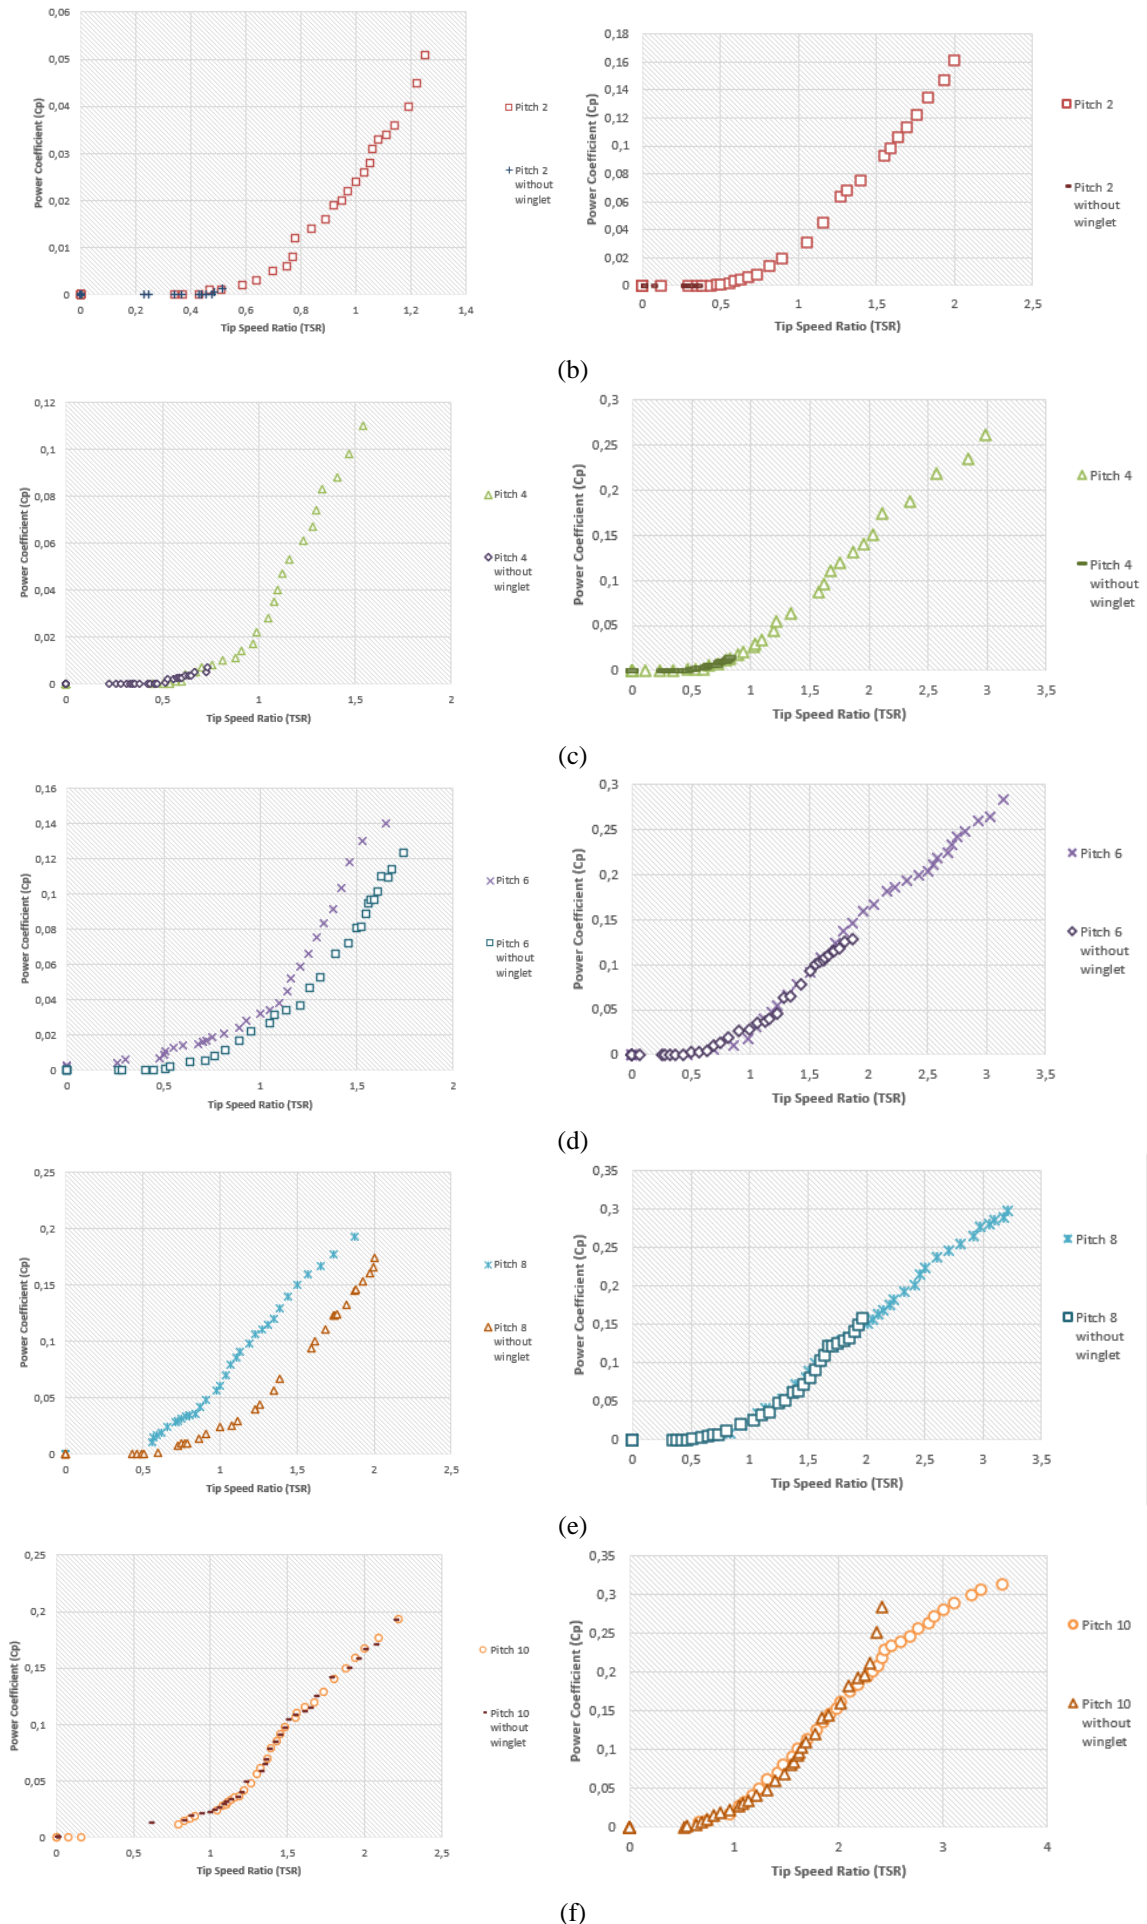 0,06
0,05
0,04
0,03
0,02
0,01
0
Power Coefficient (Cp)
0 0,2 0,4 0,6 0,8 1 1,2 1,4
Tip Speed Ratio (TSR)
Pitch 2
Pitch 2
without
winglet
0,18
0,16
0,14
0,12
0,1
0,08
0,06
0,04
0,02
0
Power Coefficient (Cp)
0 0,5 1 1,5 2 2,5
Tip Speed Ratio (TSR)
Pitch 2
Pitch 2
without
winglet
(b)
0,12
0,1
0,08
0,06
0,04
0,02
0
Power Coefficient (Cp)
0 0,5 1 1,5 2
Tip Speed Ratio (TSR)
Pitch 4
Pitch 4
without
winglet
0,3
0,25
0,2
0,15
0,1
0,05
0
Power Coefficient (Cp)
0 0,5 1 1,5 2 2,5 3 3,5
Tip Speed Ratio (TSR)
Pitch 4
Pitch 4
without
winglet
(c)
0,16
0,14
0,12
0,1
0,08
0,06
0,04
0,02
0
Power Coefficient (Cp)
0 0,5 1 1,5 2
Tip Speed Ratio (TSR)
Pitch 6
Pitch 6
without
winglet
0,3
0,25
0,2
0,15
0,1
0,05
0
Power Coefficient (Cp)
0 0,5 1 1,5 2 2,5 3 3,5
Tip Speed Ratio (TSR)
Pitch 6
Pitch 6
without
winglet
(d)
0,25
0,2
0,15
0,1
0,05
0
Power Coefficient (Cp)
0 0,5 1 1,5 2 2,5
Tip Speed Ratio (TSR)
Pitch 8
Pitch 8
without
winglet
0,35
0,3
0,25
0,2
0,15
0,1
0,05
0
Power Coefficient (Cp)
0 0,5 1 1,5 2 2,5 3 3,5
Tip Speed Ratio (TSR)
Pitch 8
Pitch 8
without
winglet
(e)
0,25
0,2
0,15
0,1
0,05
0
Power Coefficient (Cp)
0 0,5 1 1,5 2 2,5
Tip Speed Ratio (TSR)
Pitch 10
Pitch 10
without
winglet
0,35
0,3
0,25
0,2
0,15
0,1
0,05
0
Power Coefficient (Cp)
0 1 2 3 4
Tip Speed Ratio (TSR)
Pitch 10
Pitch 10
without
winglet
(f)